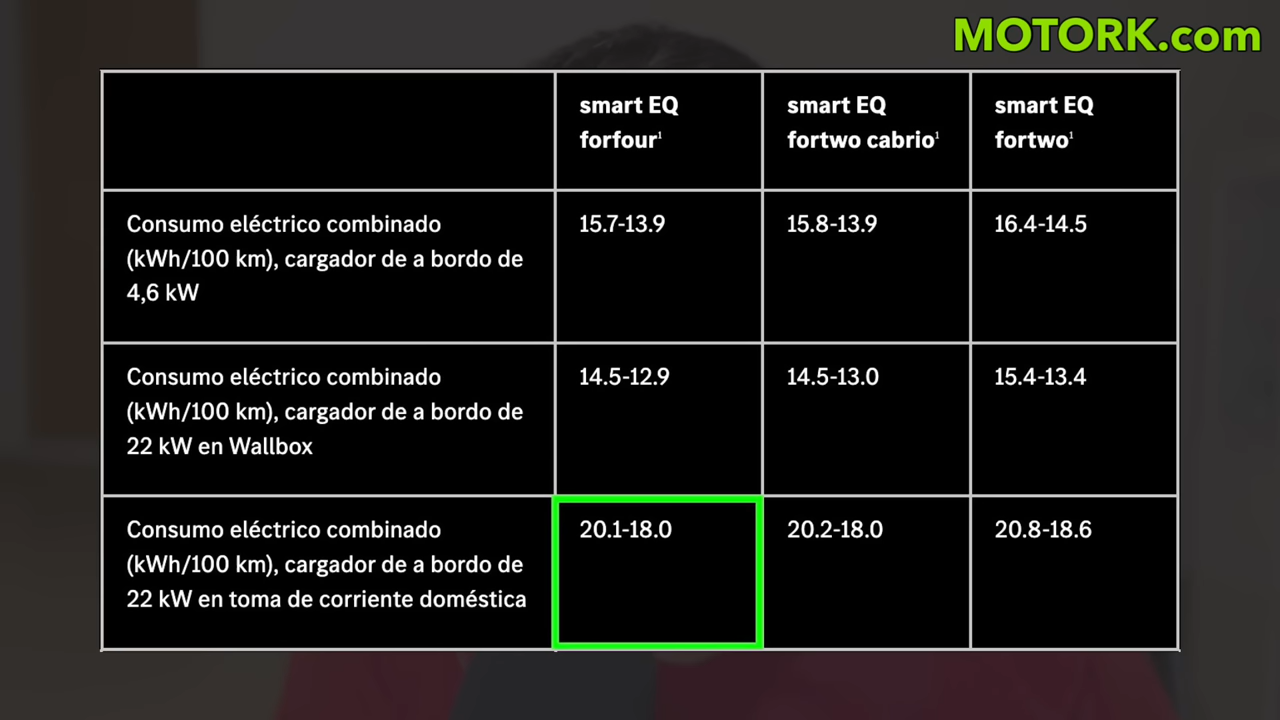 MOTORK.com
smart EQ
forfour¹
smart EQ
fortwo cabrio¹
smart EQ
fortwo¹
Consumo eléctrico combinado
(kWh/100 km), cargador de a bordo de
4,6 kW
15.7-13.9
15.8-13.9
16.4-14.5
Consumo eléctrico combinado
(kWh/100 km), cargador de a bordo de
22 kW en Wallbox
14.5-12.9
14.5-13.0
15.4-13.4
Consumo eléctrico combinado
(kWh/100 km), cargador de a bordo de
22 kW en toma de corriente doméstica
20.1-18.0
20.2-18.0
20.8-18.6